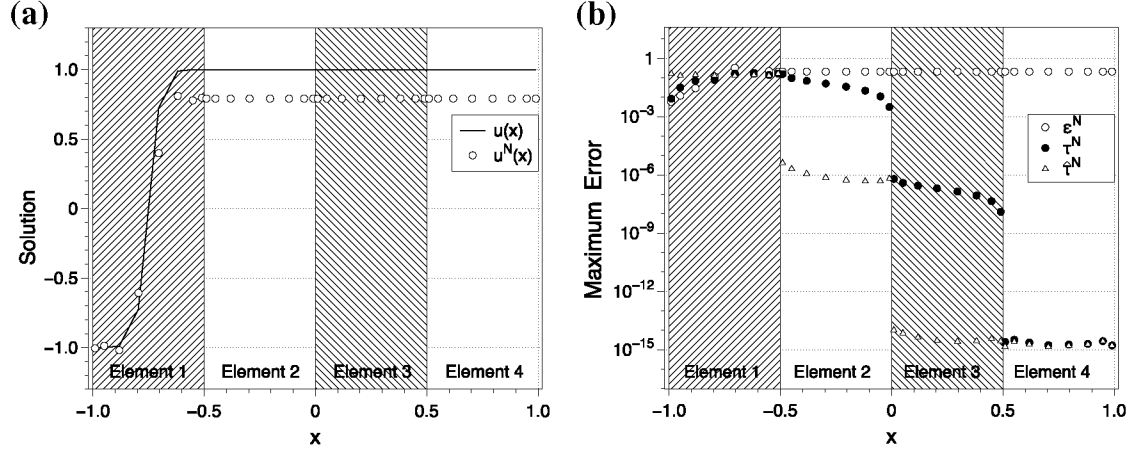 (a)
1.0
0.5
0
−0.5
−1.0
Solution
u(x)
u^N(x)
Element 1
Element 2
Element 3
Element 4
−1.0
−0.5
0
0.5
1.0
x
(b)
1
10^−3
10^−6
10^−9
10^−12
10^−15
Maximum Error
ε^N
τ^N
τ̂^N
Element 1
Element 2
Element 3
Element 4
−1.0
−0.5
0
0.5
1.0
x